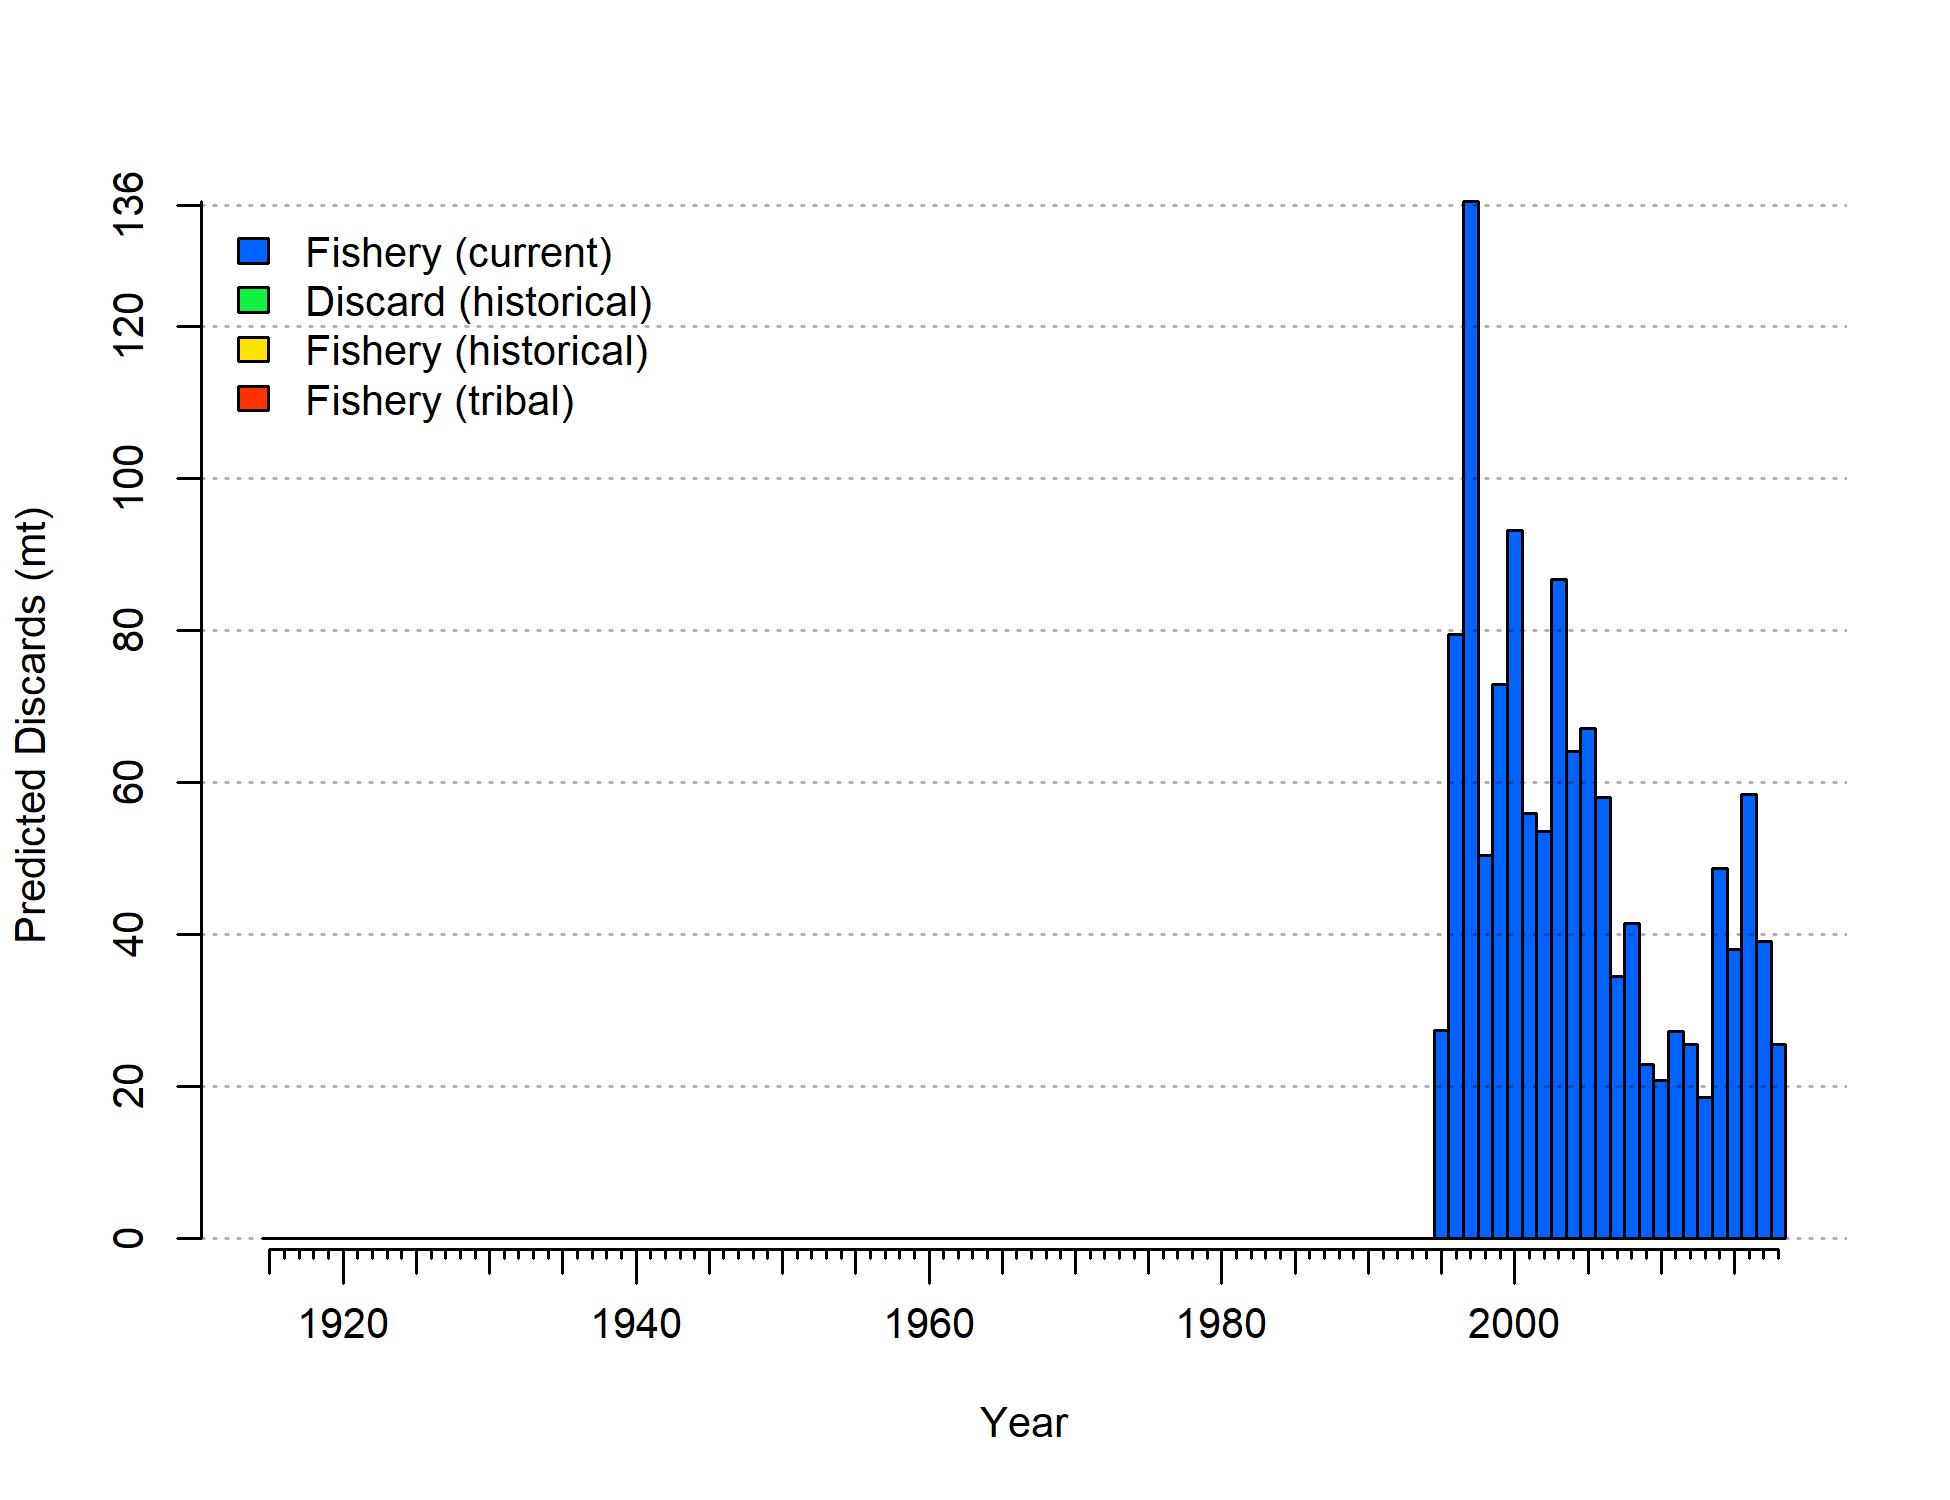 136
120
100
80
60
40
20
0
Predicted Discards (mt)
Fishery (current)
Discard (historical)
Fishery (historical)
Fishery (tribal)
1920 1940 1960 1980 2000
Year